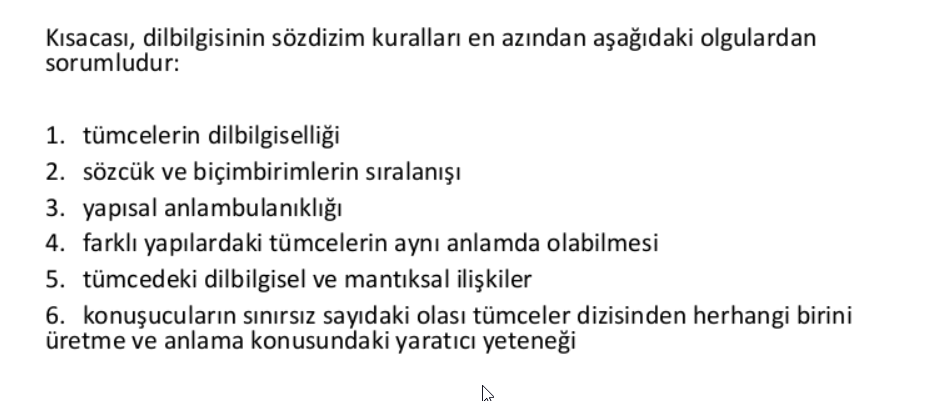 Kısacası, dilbilgisinin sözdizim kuralları en azından aşağıdaki olgulardan
sorumludur:
1. tümcelerin dilbilgiselliği
2. sözcük ve biçimbirimlerin sıralanışı
3. yapısal anlambulanıklığı
4. farklı yapılardaki tümcelerin aynı anlamda olabilmesi
5. tümcedeki dilbilgisel ve mantıksal ilişkiler
6. konuşucuların sınırsız sayıdaki olası tümceler dizisinden herhangi birini
üretme ve anlama konusundaki yaratıcı yeteneği